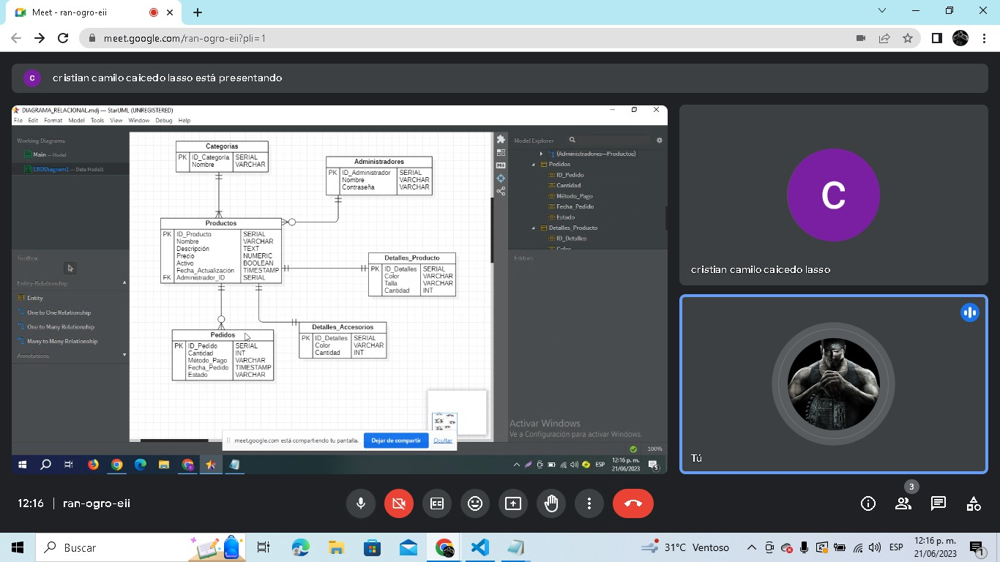 Meet - ran-ogro-eii
meet.google.com/ran-ogro-eii?pli=1
C
cristian camilo caicedo lasso está presentando
DIAGRAMA_RELACIONAL.mdj — StarUML (UNREGISTERED)
File Edit Format Model Tools View Window Debug Help
Working Diagrams
Main — Model
ERDDiagram1 — Data Model1
Toolbox
Entity-Relationship
Entity
One to One Relationship
One to Many Relationship
Many to Many Relationship
Annotations
Categorias
PK ID_Categoría SERIAL
Nombre VARCHAR
Administradores
PK ID_Administrador SERIAL
Nombre VARCHAR
Contraseña VARCHAR
Productos
PK ID_Producto SERIAL
Nombre VARCHAR
Descripción TEXT
Precio NUMERIC
Activo BOOLEAN
Fecha_Actualización TIMESTAMP
FK Administrador_ID SERIAL
Detalles_Producto
PK ID_Detalles SERIAL
Color VARCHAR
Talla VARCHAR
Cantidad INT
Detalles_Accesorios
PK ID_Detalles SERIAL
Color VARCHAR
Cantidad INT
Pedidos
PK ID_Pedido SERIAL
Cantidad INT
Método_Pago VARCHAR
Fecha_Pedido TIMESTAMP
Estado VARCHAR
Model Explorer
(Administradores—Productos)
Pedidos
ID_Pedido
Cantidad
Método_Pago
Fecha_Pedido
Estado
Detalles_Producto
ID_Detalles
Color
Editors
Activar Windows
Ve a Configuración para activar Windows.
meet.google.com está compartiendo tu pantalla.
Dejar de compartir
Ocultar
100%
ESP
12:16 p. m.
21/06/2023
5
C
cristian camilo caicedo lasso
Tú
12:16 | ran-ogro-eii
3
Buscar
31°C Ventoso
ESP
12:16 p. m.
21/06/2023
1